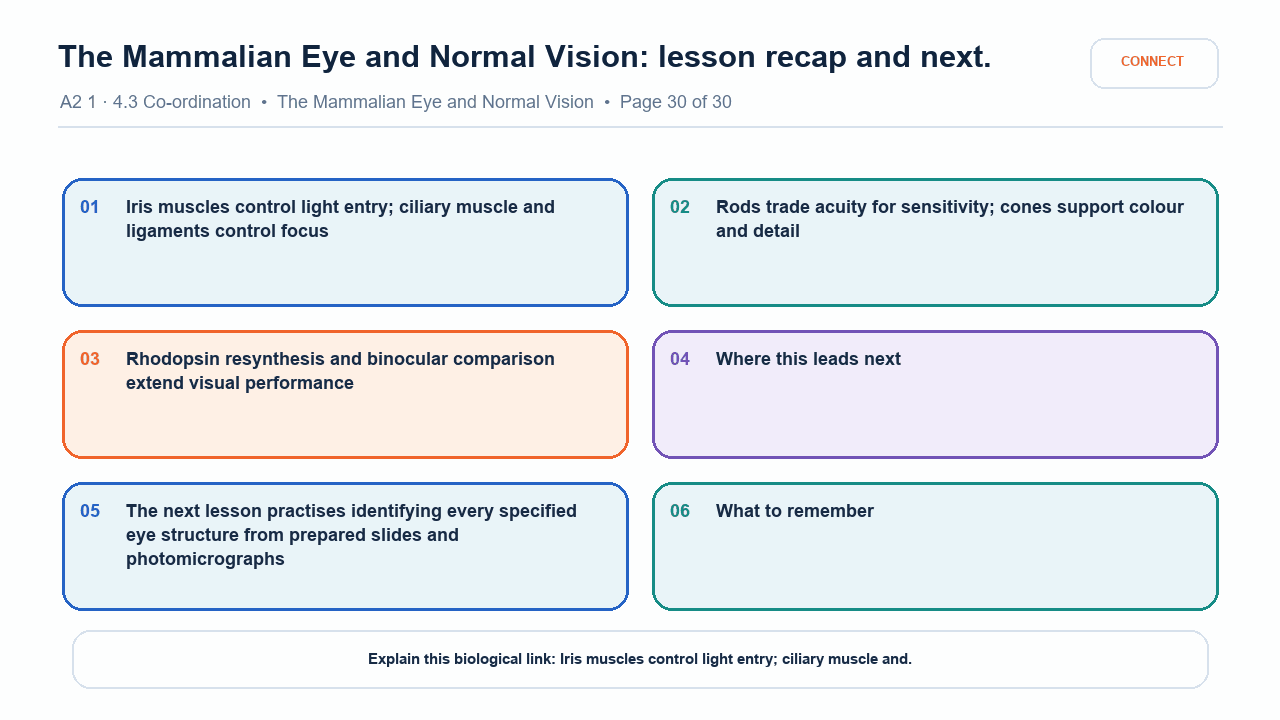 The Mammalian Eye and Normal Vision: lesson recap and next.
CONNECT
A2 1 · 4.3 Co-ordination • The Mammalian Eye and Normal Vision • Page 30 of 30
01 Iris muscles control light entry; ciliary muscle and
ligaments control focus
02 Rods trade acuity for sensitivity; cones support colour
and detail
03 Rhodopsin resynthesis and binocular comparison
extend visual performance
04 Where this leads next
05 The next lesson practises identifying every specified
eye structure from prepared slides and
photomicrographs
06 What to remember
Explain this biological link: Iris muscles control light entry; ciliary muscle and.